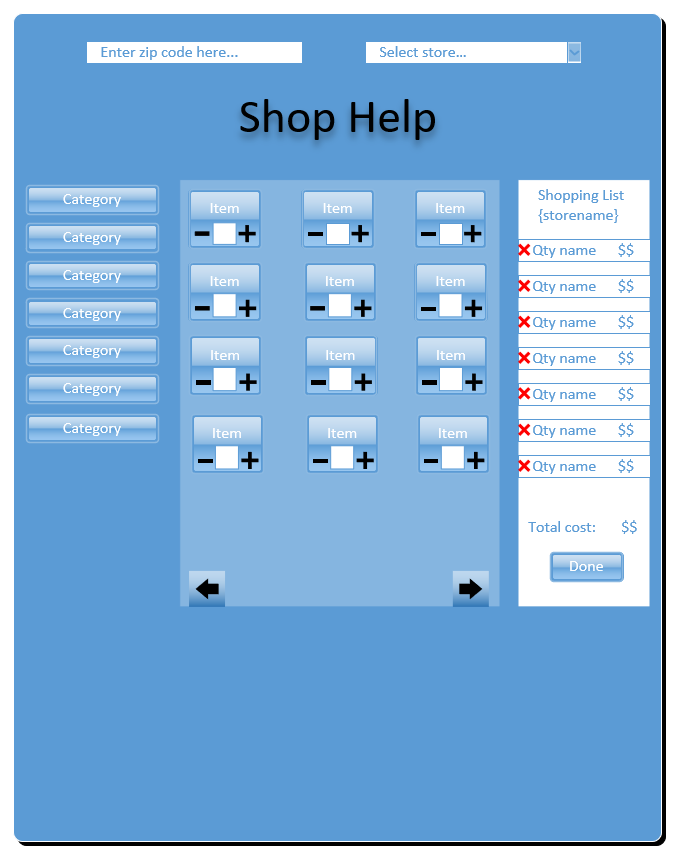 Enter zip code here...
Select store...
Shop Help
Category
Category
Category
Category
Category
Category
Category
Item Item Item
Item Item Item
Item Item Item
Item Item Item
Shopping List
{storename}
Qty name $$
Qty name $$
Qty name $$
Qty name $$
Qty name $$
Qty name $$
Qty name $$
Total cost: $$
Done